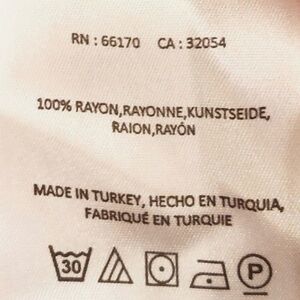 RN : 66170 CA : 32054
100% RAYON,RAYONNE,KUNSTSEIDE,
RAION,RAYÓN
MADE IN TURKEY, HECHO EN TURQUIA,
FABRIQUÉ EN TURQUIE
30 P